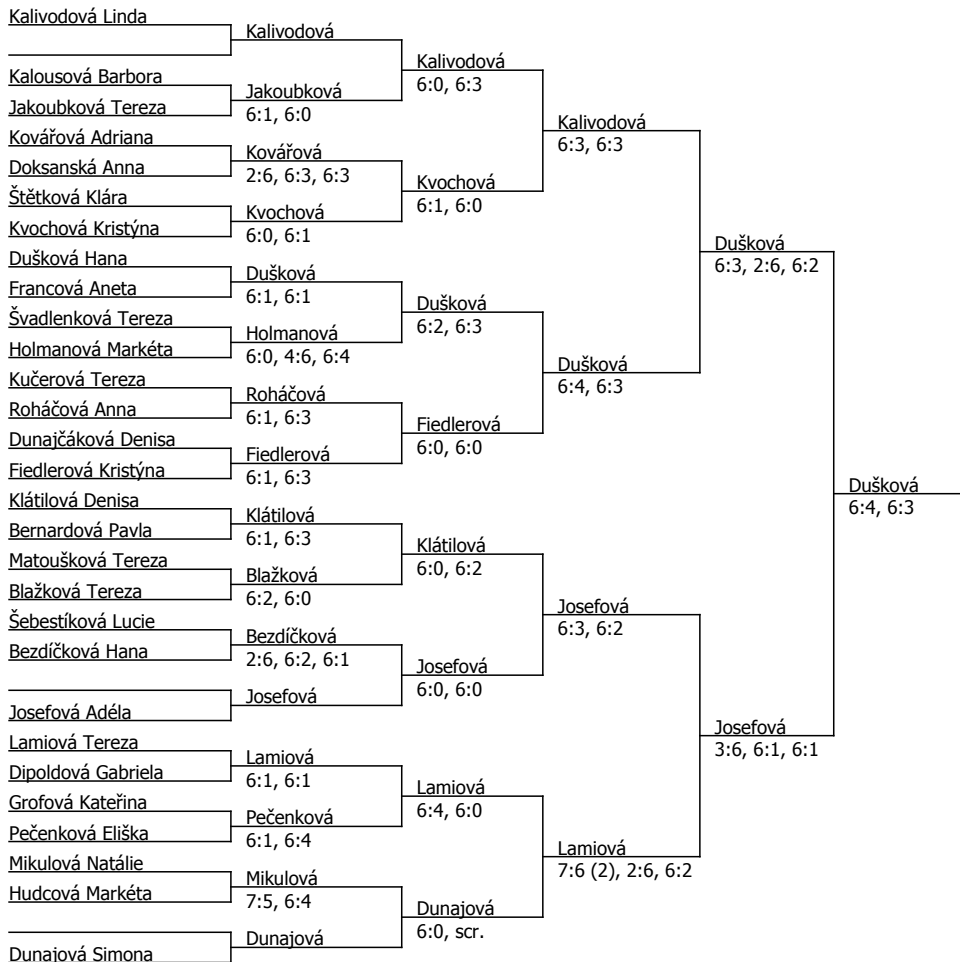 Kalivodová Linda
Kalivodová
Kalivodová
6:0, 6:3
Kalousová Barbora
Jakoubková
6:1, 6:0
Jakoubková Tereza
Kalivodová
6:3, 6:3
Kovářová Adriana
Kovářová
2:6, 6:3, 6:3
Doksanská Anna
Kvochová
6:1, 6:0
Štětková Klára
Kvochová
6:0, 6:1
Kvochová Kristýna
Dušková
6:3, 2:6, 6:2
Dušková Hana
Dušková
6:1, 6:1
Francová Aneta
Dušková
6:2, 6:3
Švadlenková Tereza
Holmanová
6:0, 4:6, 6:4
Holmanová Markéta
Dušková
6:4, 6:3
Kučerová Tereza
Roháčová
6:1, 6:3
Roháčová Anna
Fiedlerová
6:0, 6:0
Dunajčáková Denisa
Fiedlerová
6:1, 6:3
Fiedlerová Kristýna
Dušková
6:4, 6:3
Klátilová Denisa
Klátilová
6:1, 6:3
Bernardová Pavla
Klátilová
6:0, 6:2
Matoušková Tereza
Blažková
6:2, 6:0
Blažková Tereza
Josefová
6:3, 6:2
Šebestíková Lucie
Bezdíčková
2:6, 6:2, 6:1
Bezdíčková Hana
Josefová
6:0, 6:0
Josefová
Josefová Adéla
Josefová
3:6, 6:1, 6:1
Lamiová Tereza
Lamiová
6:1, 6:1
Dipoldová Gabriela
Lamiová
6:4, 6:0
Grofová Kateřina
Pečenková
6:1, 6:4
Pečenková Eliška
Lamiová
7:6 (2), 2:6, 6:2
Mikulová Natálie
Mikulová
7:5, 6:4
Hudcová Markéta
Dunajová
6:0, scr.
Dunajová
Dunajová Simona